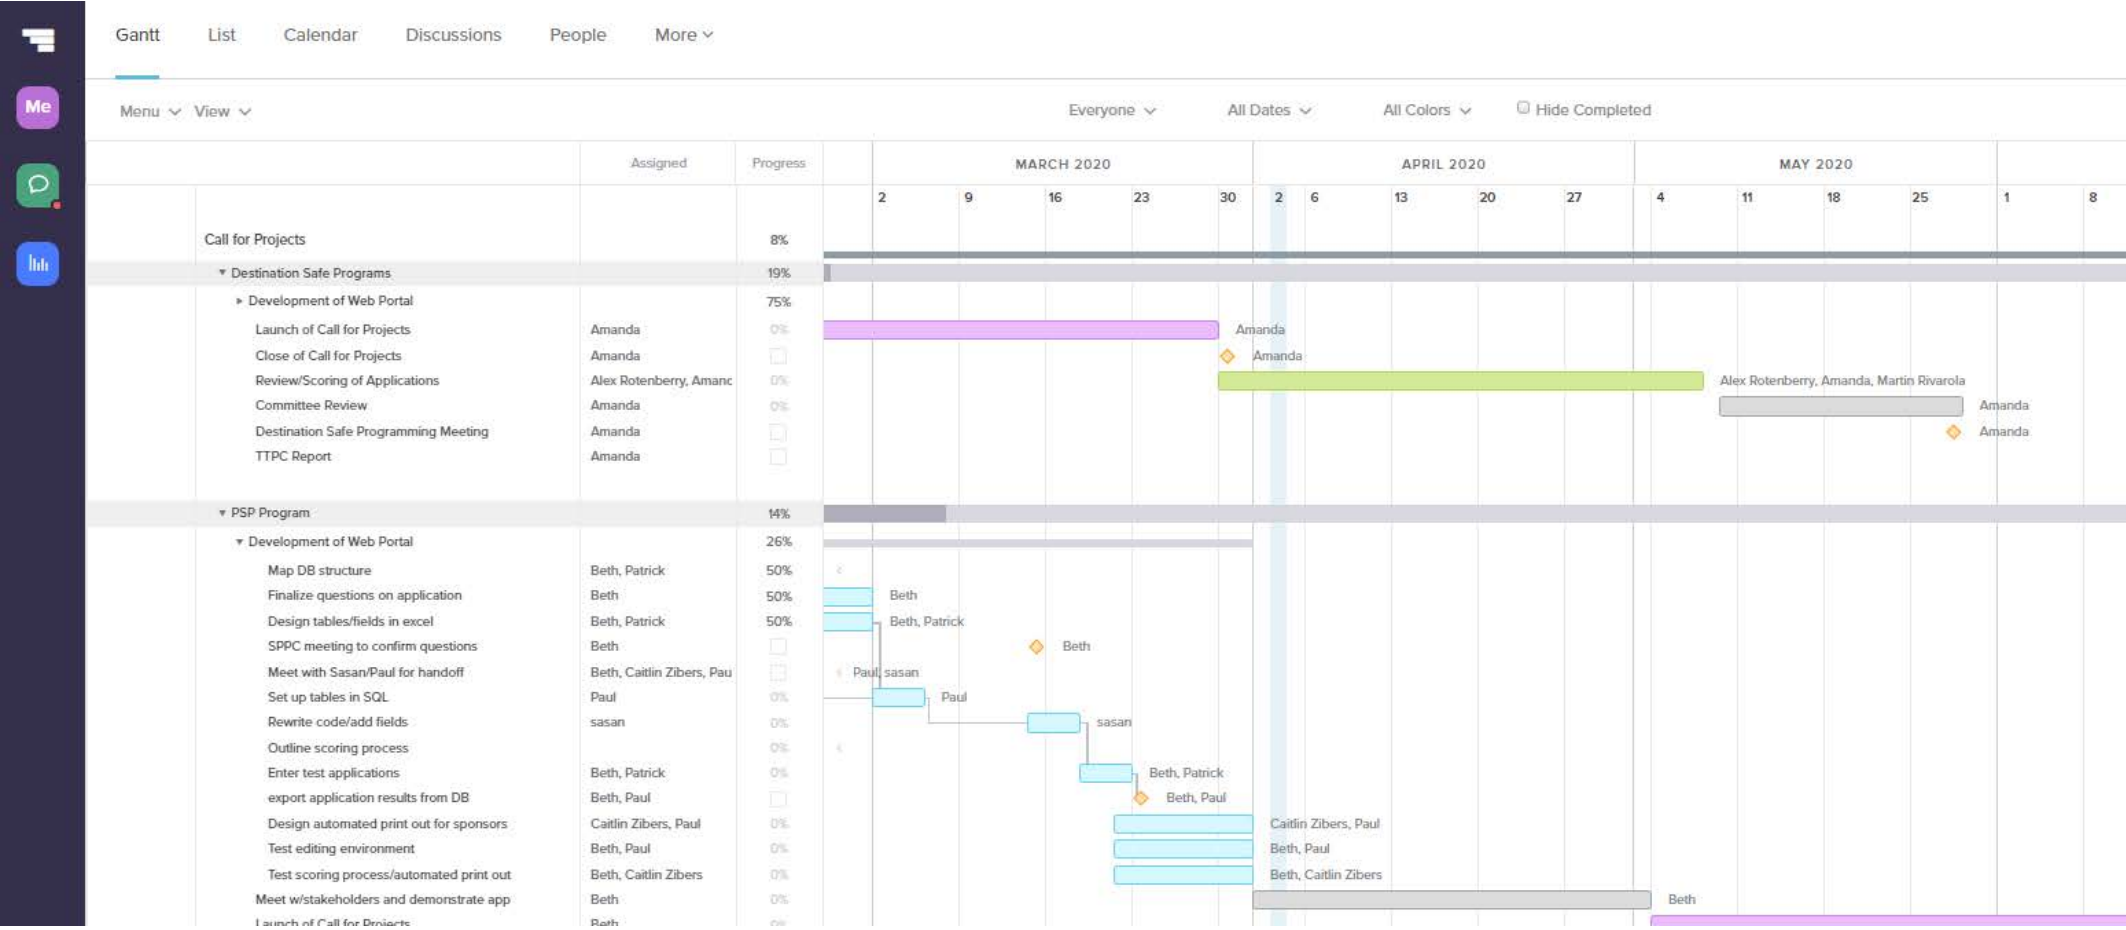 Gantt List Calendar Discussions People More
Me
Menu View Everyone All Dates All Colors Hide Completed
Assigned Progress MARCH 2020 APRIL 2020 MAY 2020
2 9 16 23 30 2 6 13 20 27 4 11 18 25 1 8
Call for Projects 8%
Destination Safe Programs 19%
Development of Web Portal 75%
Launch of Call for Projects Amanda 0% Amanda
Close of Call for Projects Amanda Amanda
Review/Scoring of Applications Alex Rotenberry, Amanc 0% Alex Rotenberry, Amanda, Martin Rivarola
Committee Review Amanda 0% Amanda
Destination Safe Programming Meeting Amanda Amanda
TTPC Report Amanda
PSP Program 14%
Development of Web Portal 26%
Map DB structure Beth, Patrick 50%
Finalize questions on application Beth 50% Beth
Design tables/fields in excel Beth, Patrick 50% Beth, Patrick
SPPC meeting to confirm questions Beth Beth
Meet with Sasan/Paul for handoff Beth, Caitlin Zibers, Pau Paul, sasan
Set up tables in SQL Paul 0% Paul
Rewrite code/add fields sasan 0% sasan
Outline scoring process 0%
Enter test applications Beth, Patrick 0% Beth, Patrick
export application results from DB Beth, Paul Beth, Paul
Design automated print out for sponsors Caitlin Zibers, Paul 0% Caitlin Zibers, Paul
Test editing environment Beth, Paul 0% Beth, Paul
Test scoring process/automated print out Beth, Caitlin Zibers 0% Beth, Caitlin Zibers
Meet w/stakeholders and demonstrate app Beth 0% Beth
Launch of Call for Projects Beth 0%